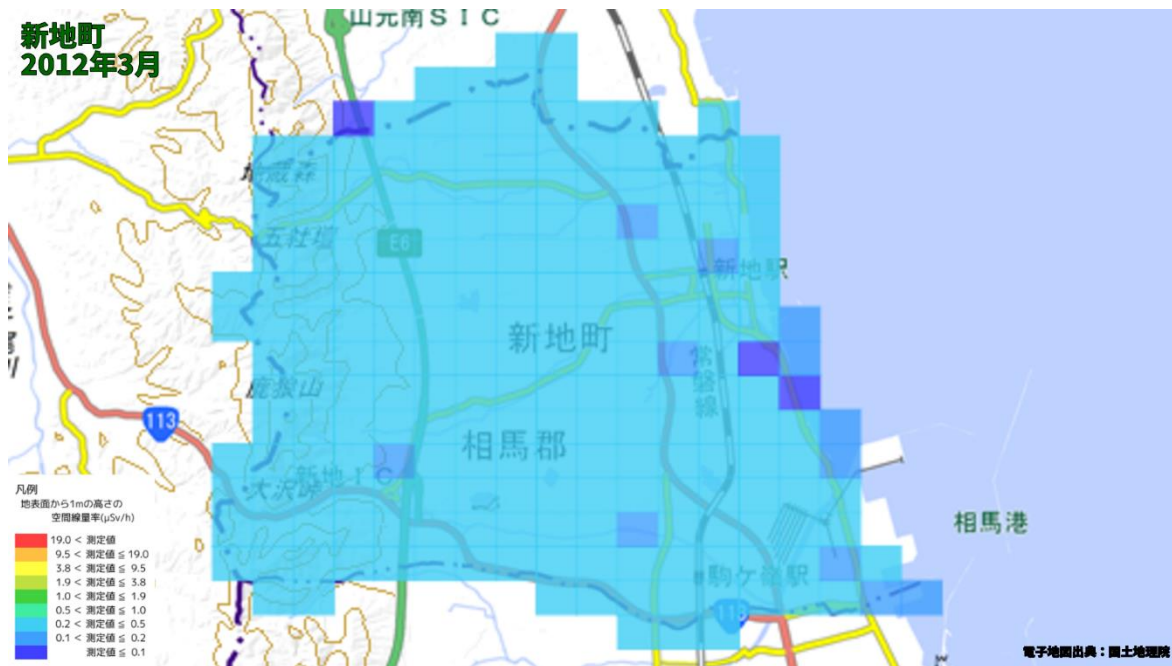 新地町
2012年3月
山元南SIC
地蔵森
五社壇
E6
新地駅
新地町
常磐線
鹿狼山
113
相馬郡
新地IC
大沢峠
相馬港
駒ケ嶺駅
113
凡例
地表面から1mの高さの
空間線量率(μSv/h)
19.0 < 測定値
9.5 < 測定値 ≦ 19.0
3.8 < 測定値 ≦ 9.5
1.9 < 測定値 ≦ 3.8
1.0 < 測定値 ≦ 1.9
0.5 < 測定値 ≦ 1.0
0.2 < 測定値 ≦ 0.5
0.1 < 測定値 ≦ 0.2
測定値 ≦ 0.1
電子地図出典：国土地理院